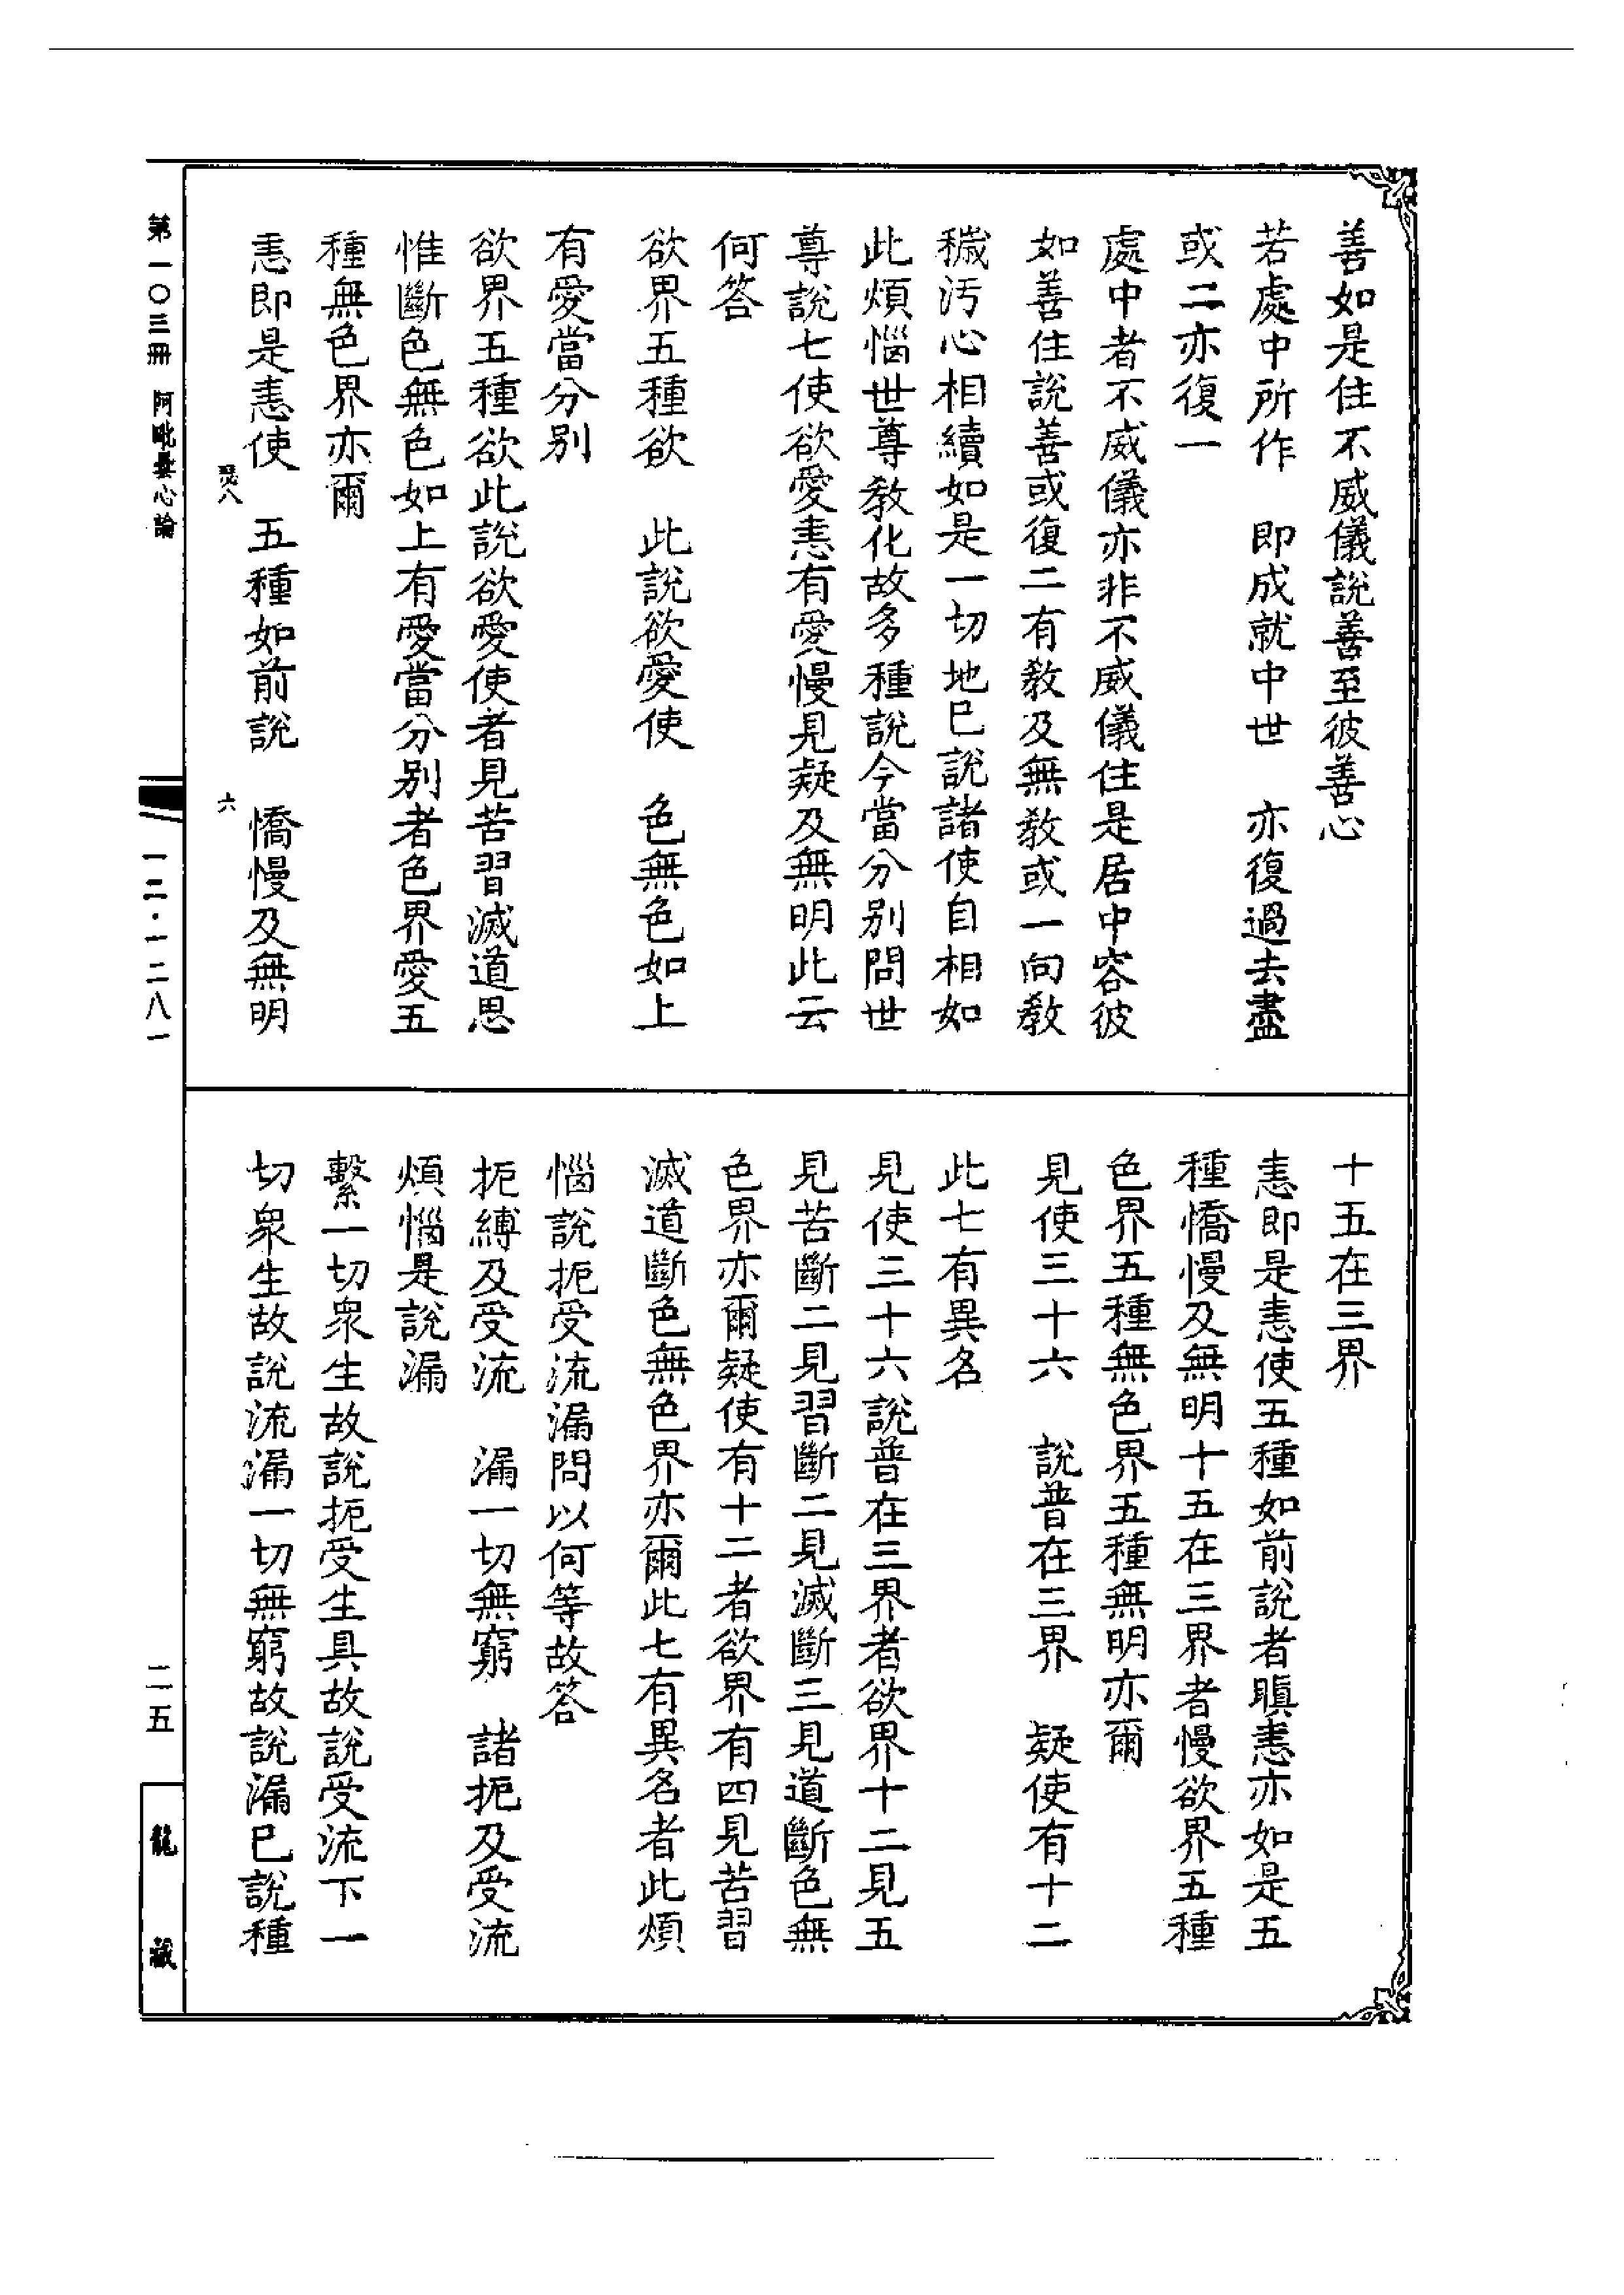 善如是住不威儀說善至彼善心
若處中所作　即成就中世　亦復過去盡
或二亦復一
處中者不威儀亦非不威儀住是居中容彼
如善住說善或復二有教及無教或一向教
穢污心相續如是一切地已說諸使自相如
此煩惱世尊教化故多種說今當分別問世
尊說七使欲愛恚有愛慢見疑及無明此云
何答
欲界五種欲　此說欲愛使　色無色如上
有愛當分別
欲界五種欲此說欲愛使者見苦習滅道思
惟斷色無色如上有愛當分別者色界愛五
種無色界亦爾
恚即是恚使　五種如前說　憍慢及無明
十五在三界
恚即是恚使五種如前說者瞋恚亦如是五
種憍慢及無明十五在三界者慢欲界五種
色界五種無色界五種無明亦爾
見使三十六　說普在三界　疑使有十二
此七有異名
見使三十六說普在三界者欲界十二見五
見苦斷二見習斷二見滅斷三見道斷色無
色界亦爾疑使有十二者欲界有四見苦習
滅道斷色無色界亦爾此七有異名者此煩
惱說扼受流漏問以何等故答
扼縛及受流　漏一切無窮　諸扼及受流
煩惱是說漏
繫一切衆生故說扼受生具故說受流下一
切衆生故說流漏一切無窮故說漏已說種
六
第一〇三冊　阿毗曇心論
一二·一二八一
二五
龍藏